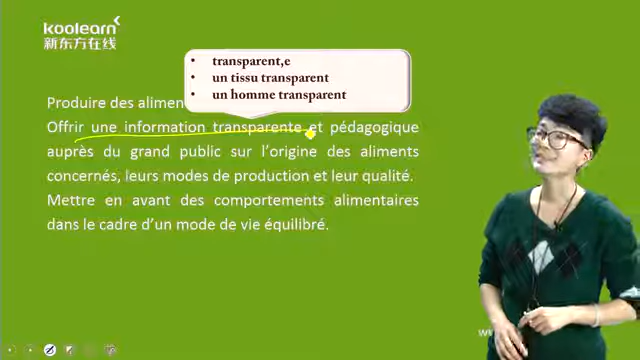 koolearn
新东方在线
transparent,e
un tissu transparent
un homme transparent
Produire des alimen
Offrir une information transparente et pédagogique
auprès du grand public sur l'origine des aliments
concernés, leurs modes de production et leur qualité.
Mettre en avant des comportements alimentaires
dans le cadre d'un mode de vie équilibré.